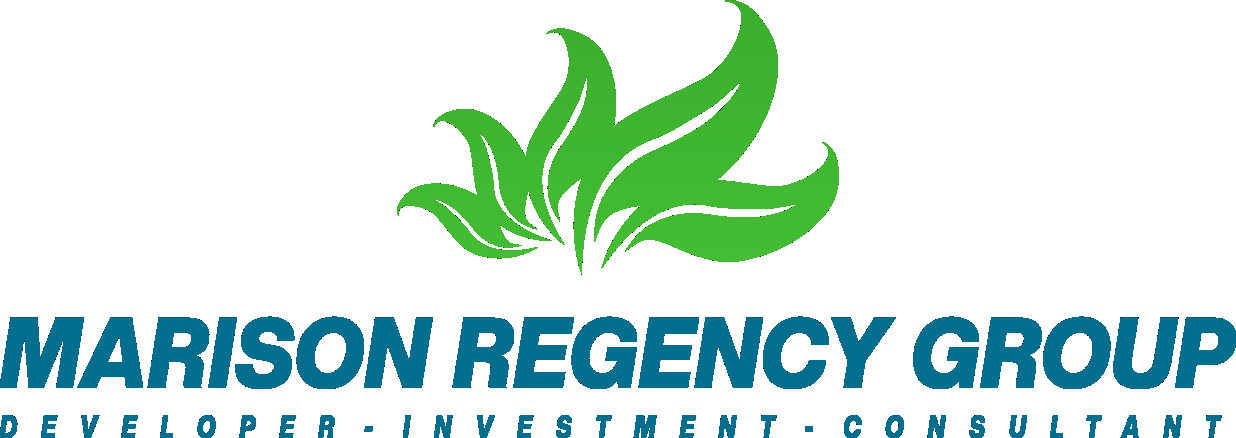 MARISON REGENCY GROUP
DEVELOPER-INVESTMENT-CONSULTANT